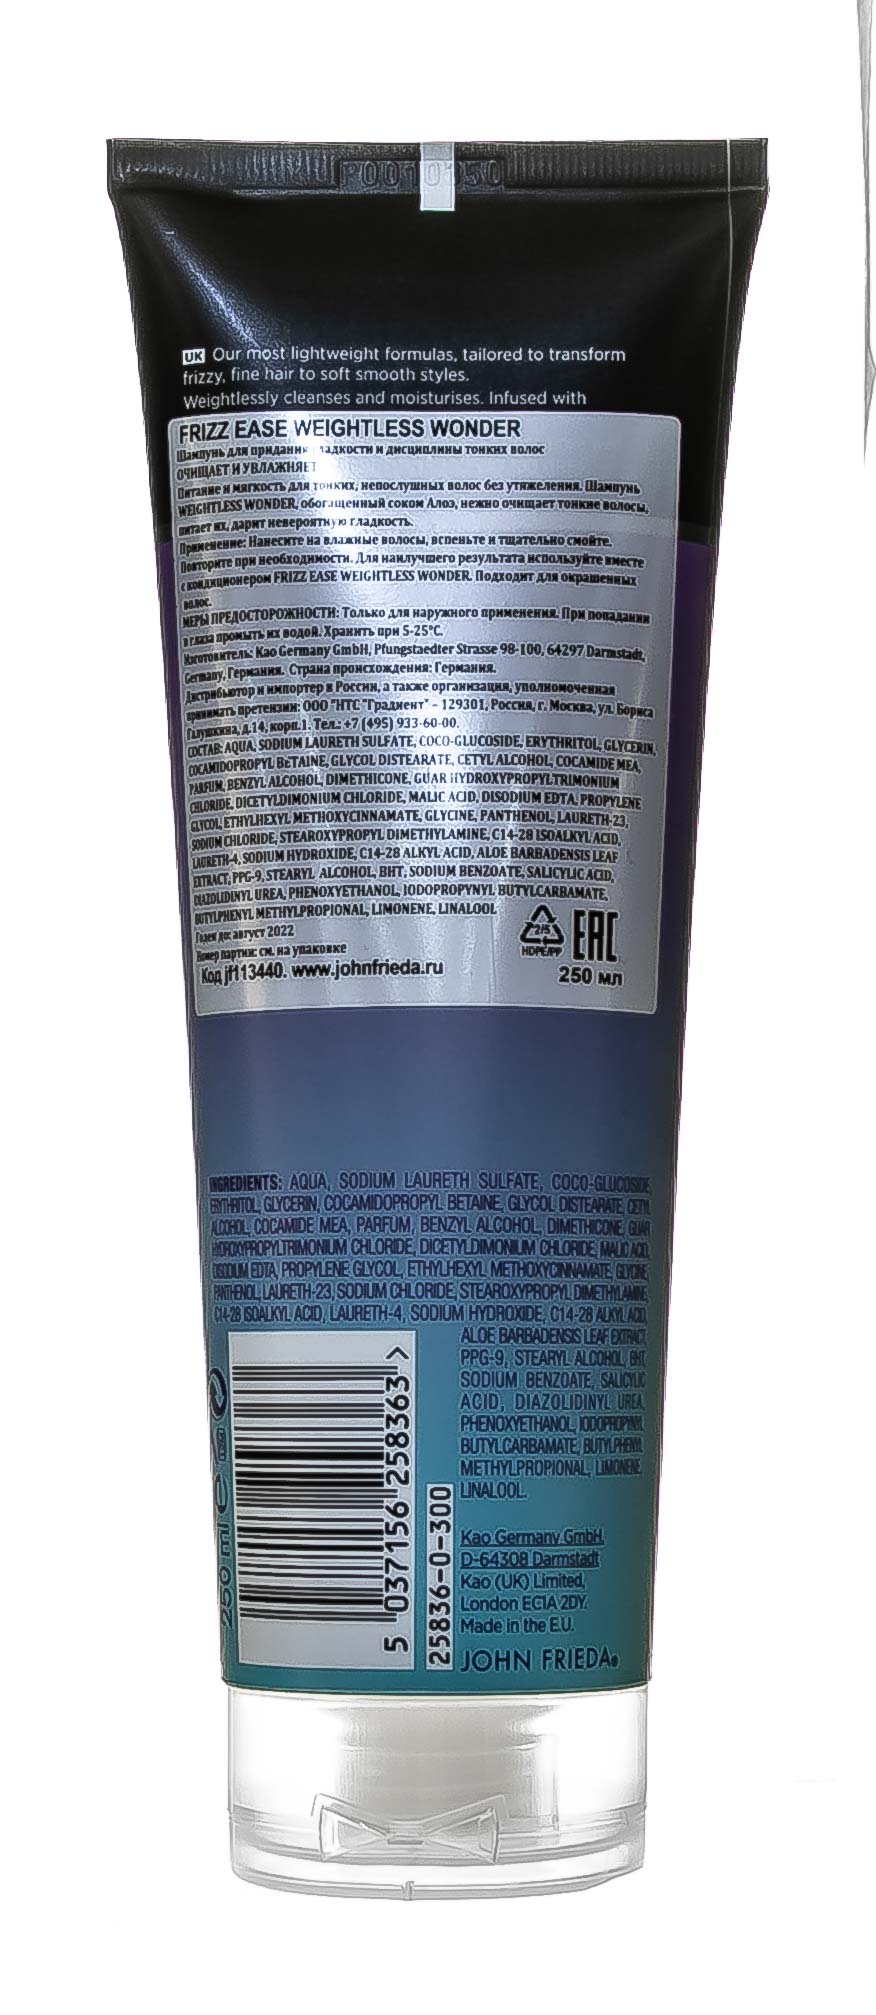 UK Our most lightweight formulas, tailored to transform
frizzy, fine hair to soft smooth styles.
Weightlessly cleanses and moisturises. Infused with
FRIZZ EASE WEIGHTLESS WONDER
Шампунь для придания гладкости и дисциплины тонких волос
ОЧИЩАЕТ И УВЛАЖНЯЕТ
Питание и мягкость для тонких, непослушных волос без утяжеления. Шампунь
WEIGHTLESS WONDER, обогащенный соком Алоэ, нежно очищает тонкие волосы,
питает их, дарит невероятную гладкость.
Применение: Нанесите на влажные волосы, вспеньте и тщательно смойте.
Повторите при необходимости. Для наилучшего результата используйте вместе
с кондиционером FRIZZ EASE WEIGHTLESS WONDER. Подходит для окрашенных
волос.
МЕРЫ ПРЕДОСТОРОЖНОСТИ: Только для наружного применения. При попадании
в глаза промыть их водой. Хранить при 5-25°C.
Изготовитель: Kao Germany GmbH, Pfungstaedter Strasse 98-100, 64297 Darmstadt,
Germany, Германия. Страна происхождения: Германия.
Дистрибьютор и импортер в России, а также организация, уполномоченная
принимать претензии: ООО "НТС "Градиент" - 129301, Россия, г. Москва, ул. Бориса
Галушкина, д.14, корп.1. Тел.: +7 (495) 933-60-00.
СОСТАВ: AQUA, SODIUM LAURETH SULFATE, COCO-GLUCOSIDE, ERYTHRITOL, GLYCERIN,
COCAMIDOPROPYL BETAINE, GLYCOL DISTEARATE, CETYL ALCOHOL, COCAMIDE MEA,
PARFUM, BENZYL ALCOHOL, DIMETHICONE, GUAR HYDROXYPROPYLTRIMONIUM
CHLORIDE, DICETYLDIMONIUM CHLORIDE, MALIC ACID, DISODIUM EDTA, PROPYLENE
GLYCOL, ETHYLHEXYL METHOXYCINNAMATE, GLYCINE, PANTHENOL, LAURETH-23,
SODIUM CHLORIDE, STEAROXYPROPYL DIMETHYLAMINE, C14-28 ISOALKYL ACID,
LAURETH-4, SODIUM HYDROXIDE, C14-28 ALKYL ACID, ALOE BARBADENSIS LEAF
EXTRACT, PPG-9, STEARYL ALCOHOL, BHT, SODIUM BENZOATE, SALICYLIC ACID,
DIAZOLIDINYL UREA, PHENOXYETHANOL, IODOPROPYNYL BUTYLCARBAMATE,
BUTYLPHENYL METHYLPROPIONAL, LIMONENE, LINALOOL
Годен до: август 2022
Номер партии: см. на упаковке
Код jf113440. www.johnfrieda.ru
2/5
HDPE/PP
EAC
250 мл
INGREDIENTS: AQUA, SODIUM LAURETH SULFATE, COCO-GLUCOSIDE,
ERYTHRITOL, GLYCERIN, COCAMIDOPROPYL BETAINE, GLYCOL DISTEARATE, CETYL
ALCOHOL, COCAMIDE MEA, PARFUM, BENZYL ALCOHOL, DIMETHICONE, GUAR
HYDROXYPROPYLTRIMONIUM CHLORIDE, DICETYLDIMONIUM CHLORIDE, MALIC ACID,
DISODIUM EDTA, PROPYLENE GLYCOL, ETHYLHEXYL METHOXYCINNAMATE, GLYCINE,
PANTHENOL, LAURETH-23, SODIUM CHLORIDE, STEAROXYPROPYL DIMETHYLAMINE,
C14-28 ISOALKYL ACID, LAURETH-4, SODIUM HYDROXIDE, C14-28 ALKYL ACID,
ALOE BARBADENSIS LEAF EXTRACT,
PPG-9, STEARYL ALCOHOL, BHT,
SODIUM BENZOATE, SALICYLIC
ACID, DIAZOLIDINYL UREA,
PHENOXYETHANOL, IODOPROPYNYL
BUTYLCARBAMATE, BUTYLPHENYL
METHYLPROPIONAL, LIMONENE,
LINALOOL.
Kao Germany GmbH,
D-64308 Darmstadt
Kao (UK) Limited,
London EC1A 2DY.
Made in the E.U.
JOHN FRIEDA
250 ml e
5 037156 258363 >
25836-0-300